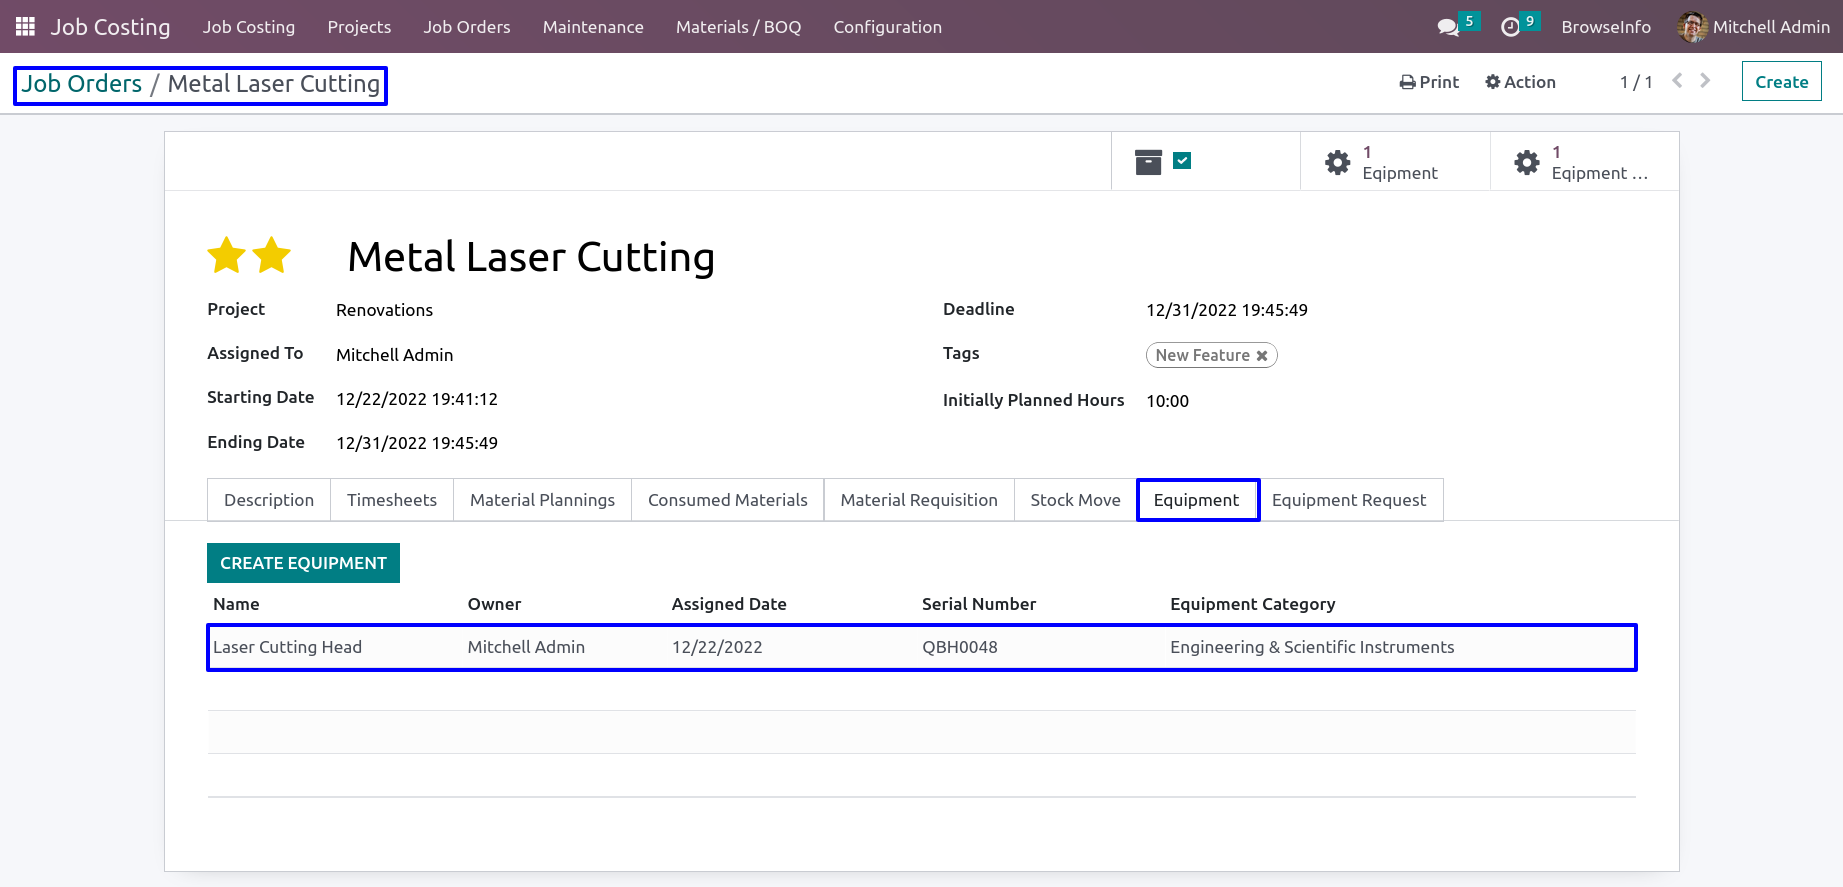 Job Costing Job Costing Projects Job Orders Maintenance Materials / BOQ Configuration 5 9 BrowseInfo Mitchell Admin
Job Orders / Metal Laser Cutting Print Action 1 / 1 Create
1
Eqipment
1
Eqipment ...
Metal Laser Cutting
Project Renovations Deadline 12/31/2022 19:45:49
Assigned To Mitchell Admin Tags New Feature
Starting Date 12/22/2022 19:41:12 Initially Planned Hours 10:00
Ending Date 12/31/2022 19:45:49
Description Timesheets Material Plannings Consumed Materials Material Requisition Stock Move Equipment Equipment Request
CREATE EQUIPMENT
Name Owner Assigned Date Serial Number Equipment Category
Laser Cutting Head Mitchell Admin 12/22/2022 QBH0048 Engineering & Scientific Instruments